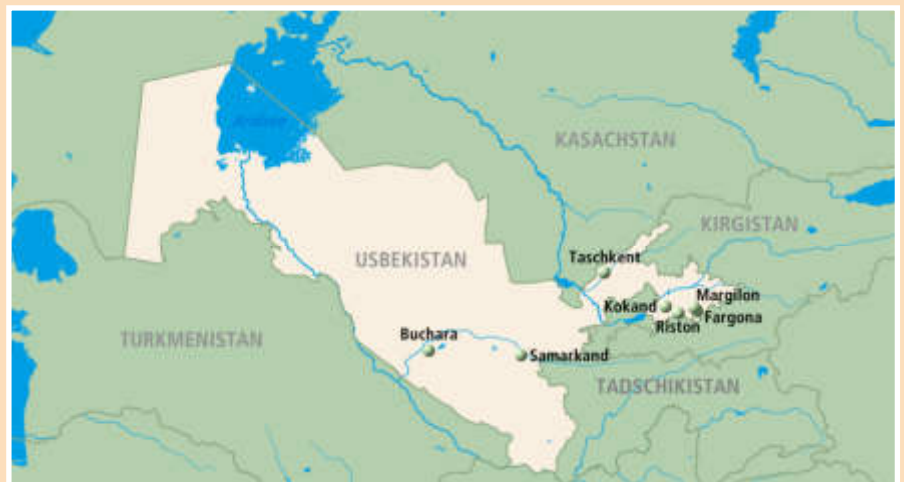 KASACHSTAN
KIRGISTAN
USBEKISTAN
Taschkent
Margilon
Kokand
Fargona
Riston
TURKMENISTAN
Buchara
Samarkand
TADSCHIKISTAN